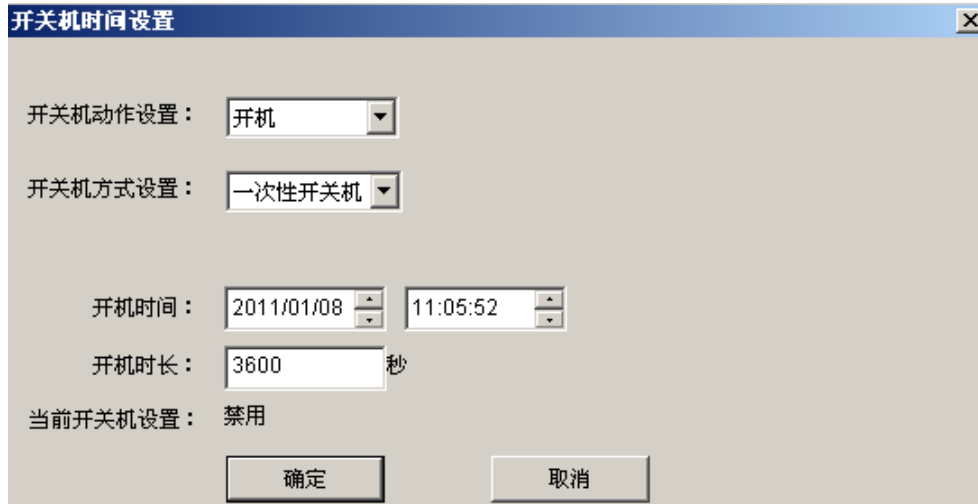 开关机时间设置
开关机动作设置： 开机
开关机方式设置： 一次性开关机
开机时间： 2011/01/08 11:05:52
开机时长： 3600 秒
当前开关机设置： 禁用
确定 取消